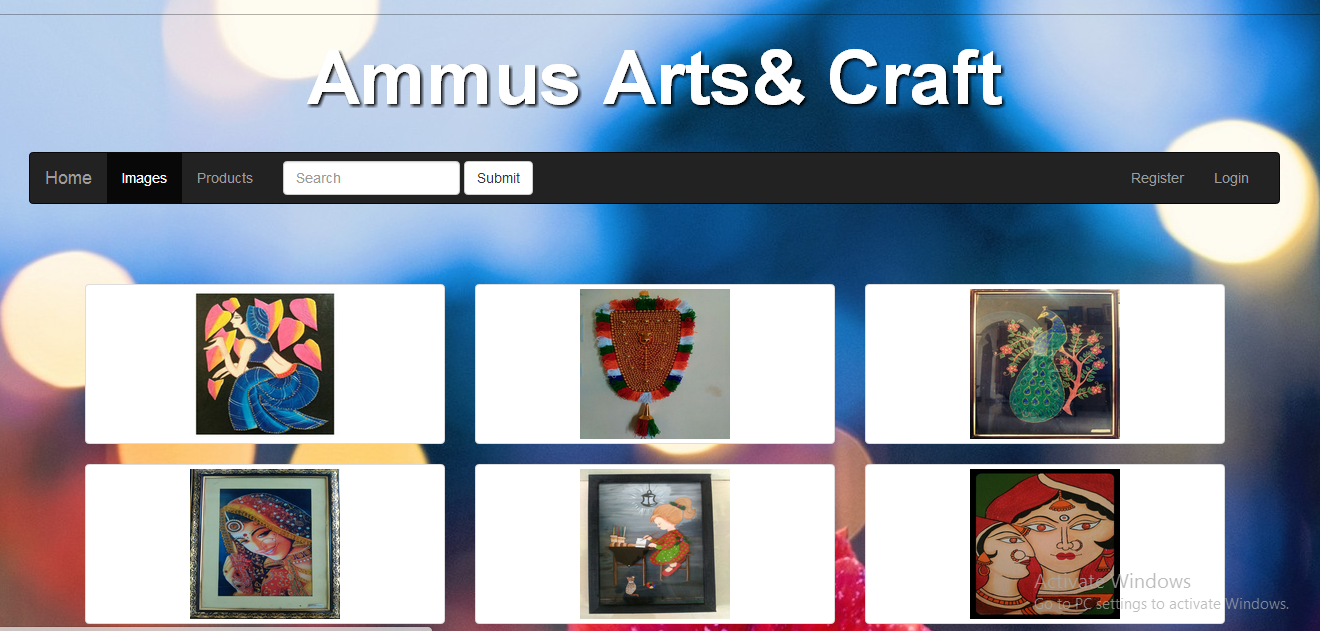 Ammus Arts& Craft
Home Images Products Search Submit Register Login
Activate Windows
Go to PC settings to activate Windows.